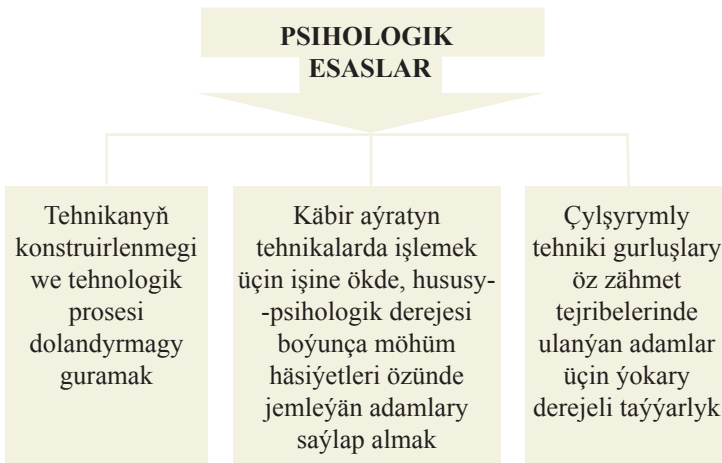 PSIHOLOGIK
ESASLAR
Tehnikanyň
konstruirlenmegi
we tehnologik
prosesi
dolandyrmagy
guramak
Käbir aýratyn
tehnikalarda işlemek
üçin işine ökde, hususy-
-psihologik derejesi
boýunça möhüm
häsiýetleri özünde
jemleýän adamlary
saýlap almak
Çylşyrymly
tehniki gurluşlary
öz zähmet
tejribelerinde
ulanýan adamlar
üçin ýokary
derejeli taýýarlyk